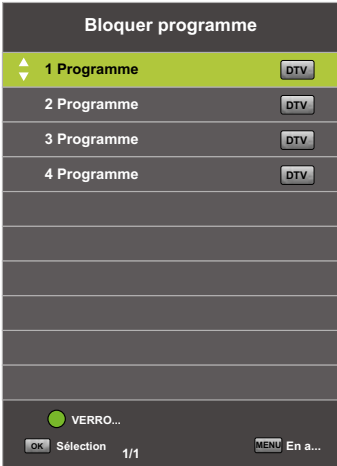 Bloquer programme
1 Programme DTV
2 Programme DTV
3 Programme DTV
4 Programme DTV
VERRO...
OK Sélection 1/1 MENU En a...